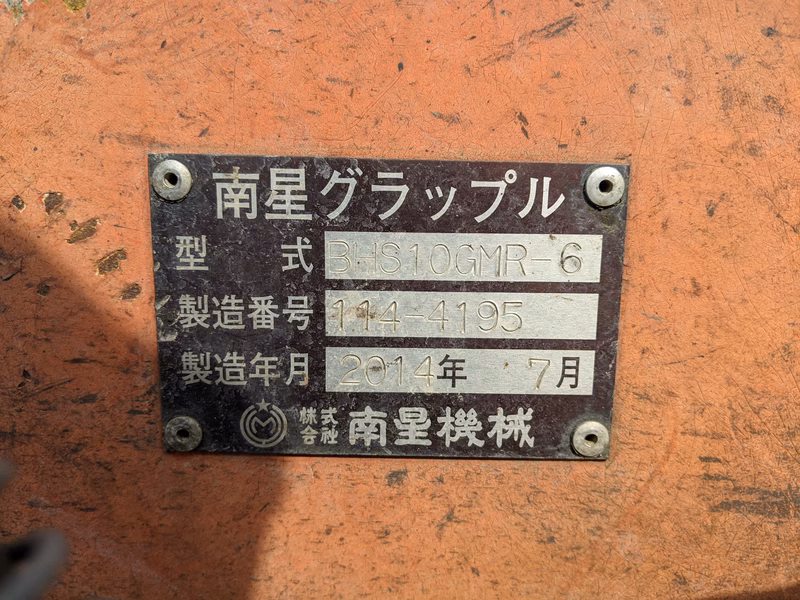 南星グラップル
型 式 BHS10GMR-6
製造番号 114-4195
製造年月 2014年 7月
株式会社 南星機械